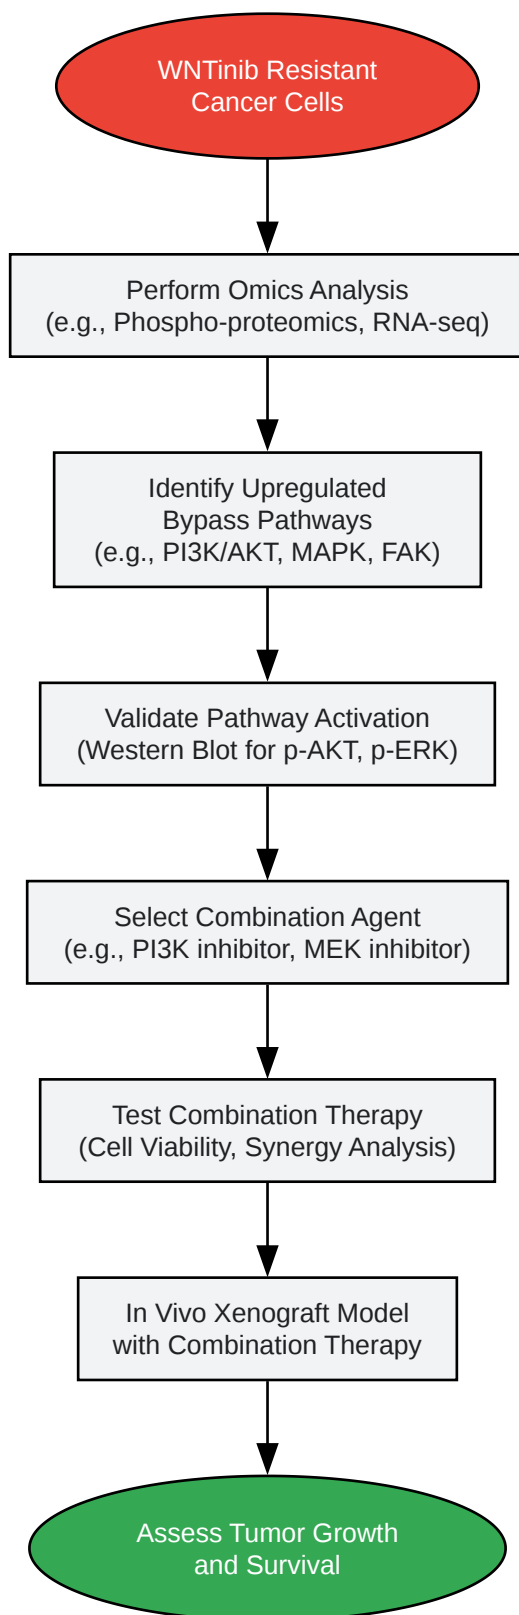 WNTinib Resistant
Cancer Cells
Perform Omics Analysis
(e.g., Phospho-proteomics, RNA-seq)
Identify Upregulated
Bypass Pathways
(e.g., PI3K/AKT, MAPK, FAK)
Validate Pathway Activation
(Western Blot for p-AKT, p-ERK)
Select Combination Agent
(e.g., PI3K inhibitor, MEK inhibitor)
Test Combination Therapy
(Cell Viability, Synergy Analysis)
In Vivo Xenograft Model
with Combination Therapy
Assess Tumor Growth
and Survival